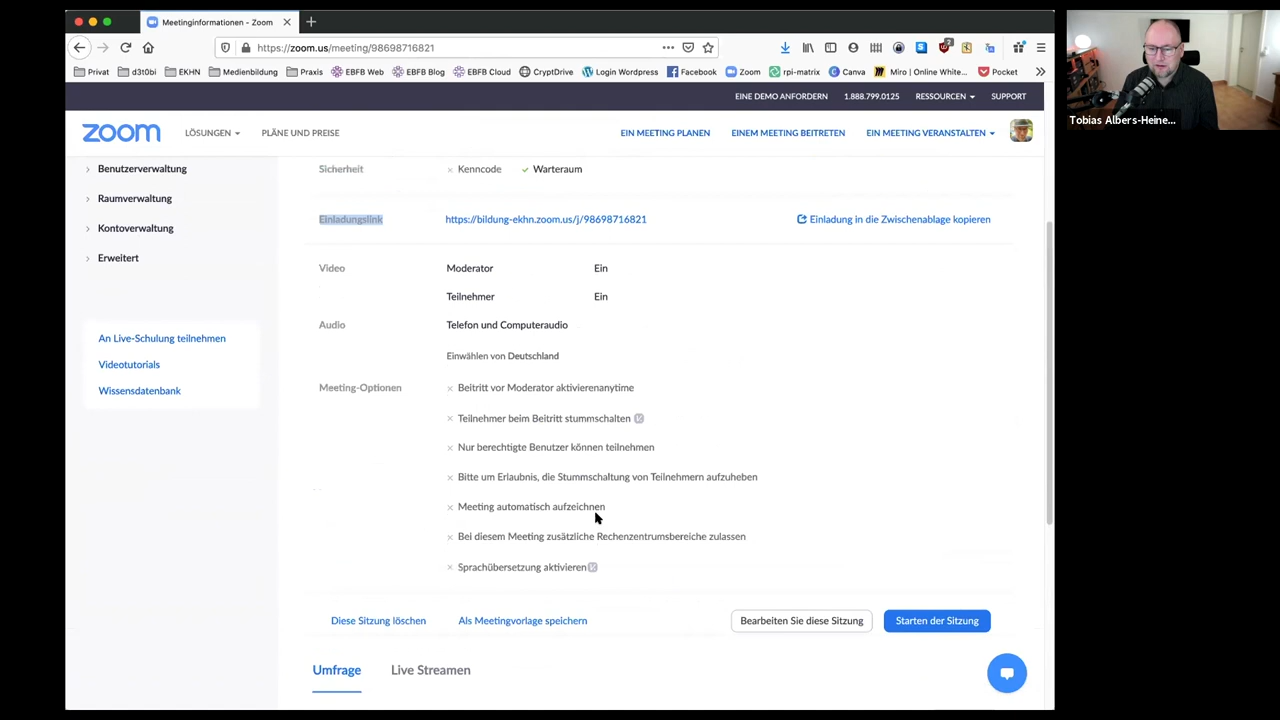 Meetinginformationen - Zoom
https://zoom.us/meeting/98698716821
Privat d3t0bi EKHN Medienbildung Praxis EBFB Web EBFB Blog EBFB Cloud CryptDrive Login Wordpress Facebook Zoom rpi-matrix Canva Miro | Online White... Pocket
Tobias Albers-Heine...
EINE DEMO ANFORDERN 1.888.799.0125 RESSOURCEN SUPPORT
zoom LÖSUNGEN PLÄNE UND PREISE EIN MEETING PLANEN EINEM MEETING BEITRETEN EIN MEETING VERANSTALTEN
Benutzerverwaltung
Raumverwaltung
Kontoverwaltung
Erweitert
An Live-Schulung teilnehmen
Videotutorials
Wissensdatenbank
Sicherheit Kenncode Warteraum
Einladungslink https://bildung-ekhn.zoom.us/j/98698716821 Einladung in die Zwischenablage kopieren
Video Moderator Ein
Teilnehmer Ein
Audio Telefon und Computeraudio
Einwählen von Deutschland
Meeting-Optionen Beitritt vor Moderator aktivierenanytime
Teilnehmer beim Beitritt stummschalten
Nur berechtigte Benutzer können teilnehmen
Bitte um Erlaubnis, die Stummschaltung von Teilnehmern aufzuheben
Meeting automatisch aufzeichnen
Bei diesem Meeting zusätzliche Rechenzentrumsbereiche zulassen
Sprachübersetzung aktivieren
Diese Sitzung löschen Als Meetingvorlage speichern Bearbeiten Sie diese Sitzung Starten der Sitzung
Umfrage Live Streamen